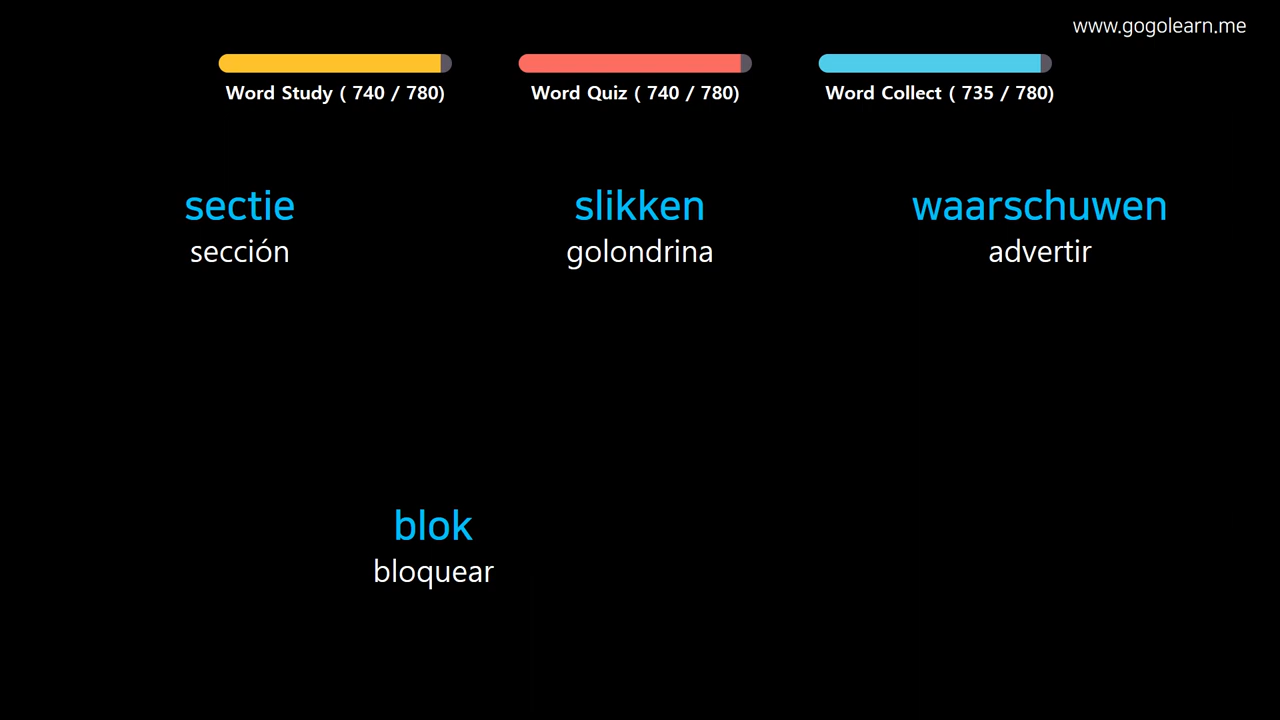 www.gogolearn.me
Word Study ( 740 / 780)
Word Quiz ( 740 / 780)
Word Collect ( 735 / 780)
sectie
sección
slikken
golondrina
waarschuwen
advertir
blok
bloquear